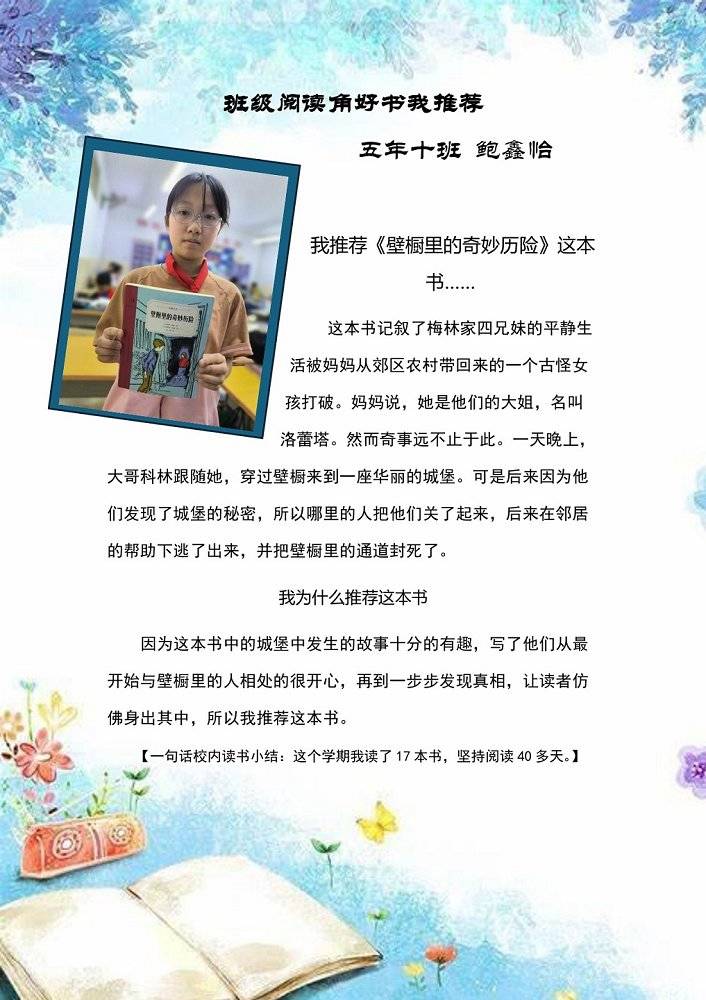 班级阅读角好书我推荐
五年十班 鲍鑫怡
壁橱里的奇妙历险
我推荐《壁橱里的奇妙历险》这本
书……
这本书记叙了梅林家四兄妹的平静生
活被妈妈从郊区农村带回来的一个古怪女
孩打破。妈妈说，她是他们的大姐，名叫
洛蕾塔。然而奇事远不止于此。一天晚上，
大哥科林跟随她，穿过壁橱来到一座华丽的城堡。可是后来因为他
们发现了城堡的秘密，所以哪里的人把他们关了起来，后来在邻居
的帮助下逃了出来，并把壁橱里的通道封死了。
我为什么推荐这本书
因为这本书中的城堡中发生的故事十分的有趣，写了他们从最
开始与壁橱里的人相处的很开心，再到一步步发现真相，让读者仿
佛身出其中，所以我推荐这本书。
【一句话校内读书小结：这个学期我读了 17 本书，坚持阅读 40 多天。】